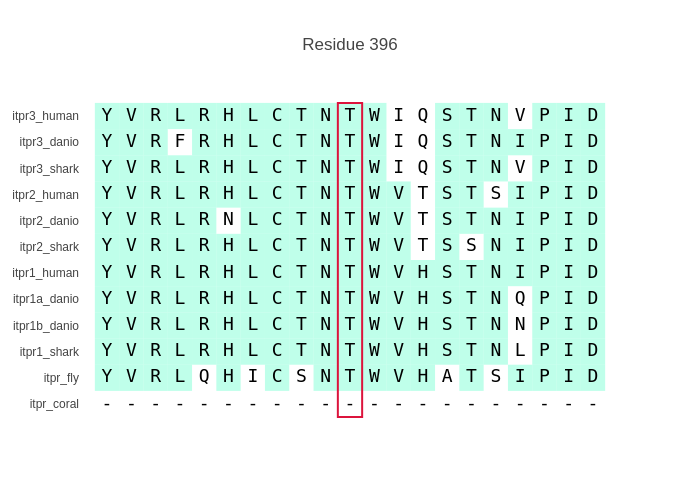 Residue 396
itpr3_human Y V R L R H L C T N T W I Q S T N V P I D
itpr3_danio Y V R F R H L C T N T W I Q S T N I P I D
itpr3_shark Y V R L R H L C T N T W I Q S T N V P I D
itpr2_human Y V R L R H L C T N T W V T S T S I P I D
itpr2_danio Y V R L R N L C T N T W V T S T N I P I D
itpr2_shark Y V R L R H L C T N T W V T S S N I P I D
itpr1_human Y V R L R H L C T N T W V H S T N I P I D
itpr1a_danio Y V R L R H L C T N T W V H S T N Q P I D
itpr1b_danio Y V R L R H L C T N T W V H S T N N P I D
itpr1_shark Y V R L R H L C T N T W V H S T N L P I D
itpr_fly Y V R L Q H I C S N T W V H A T S I P I D
itpr_coral - - - - - - - - - - - - - - - - - - - - -